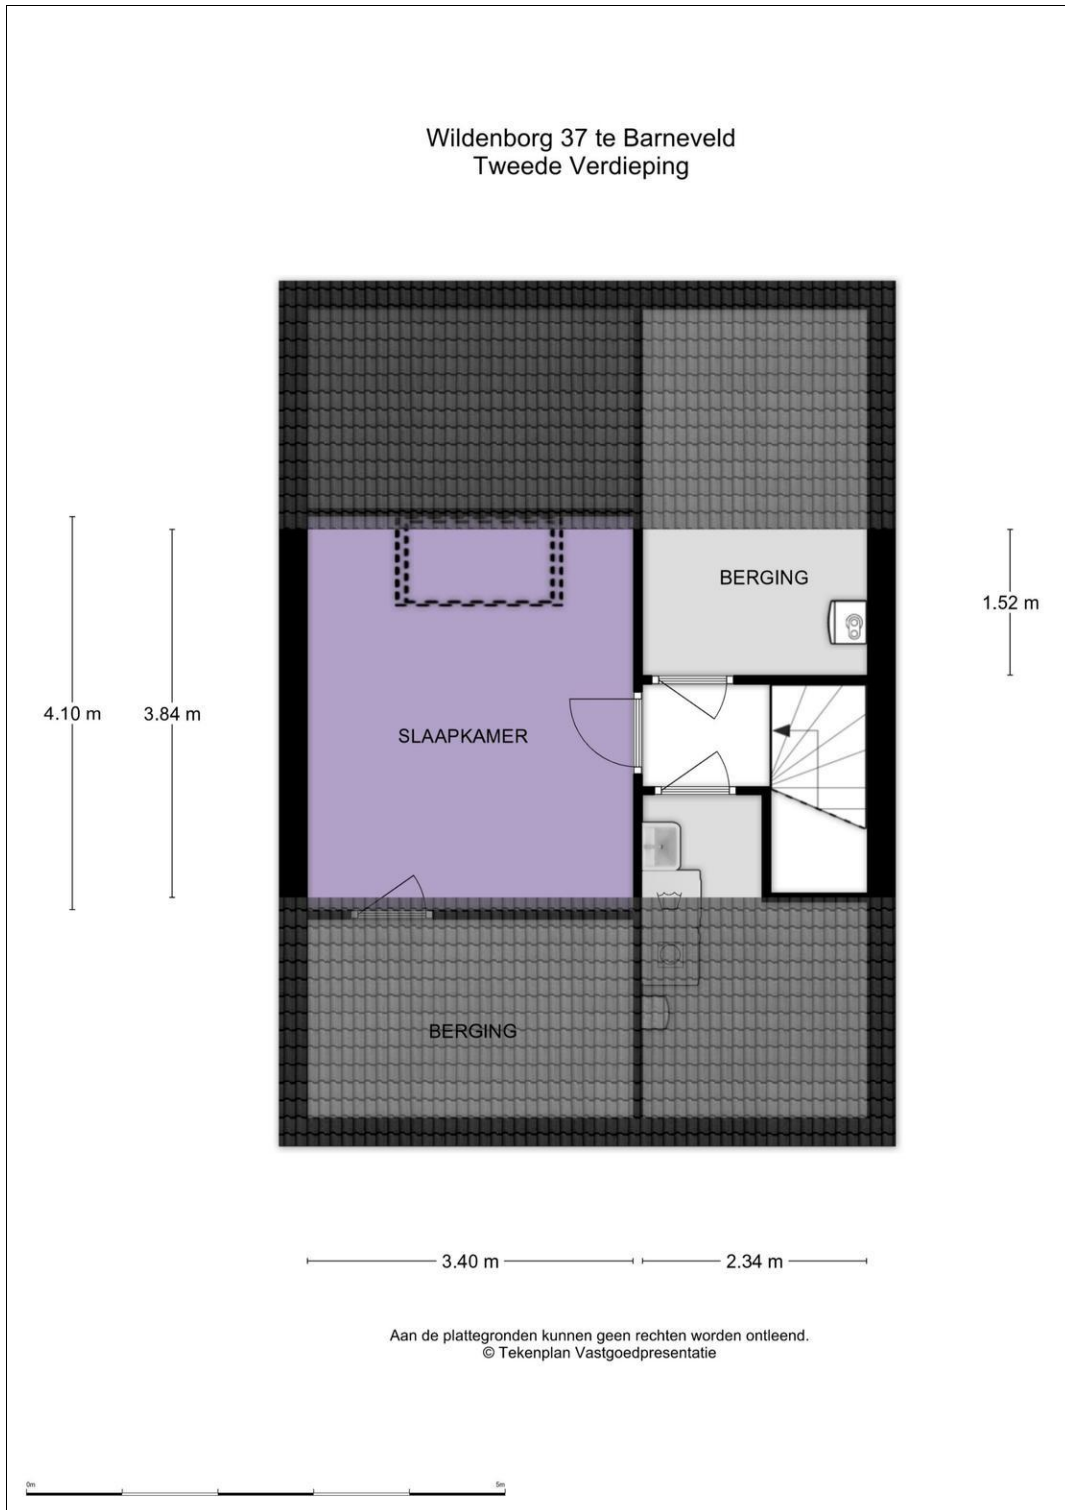 Wildenborg 37 te Barneveld
Tweede Verdieping
BERGING
1.52 m
4.10 m
3.84 m
SLAAPKAMER
BERGING
3.40 m
2.34 m
Aan de plattegronden kunnen geen rechten worden ontleend.
© Tekenplan Vastgoedpresentatie
0m
5m